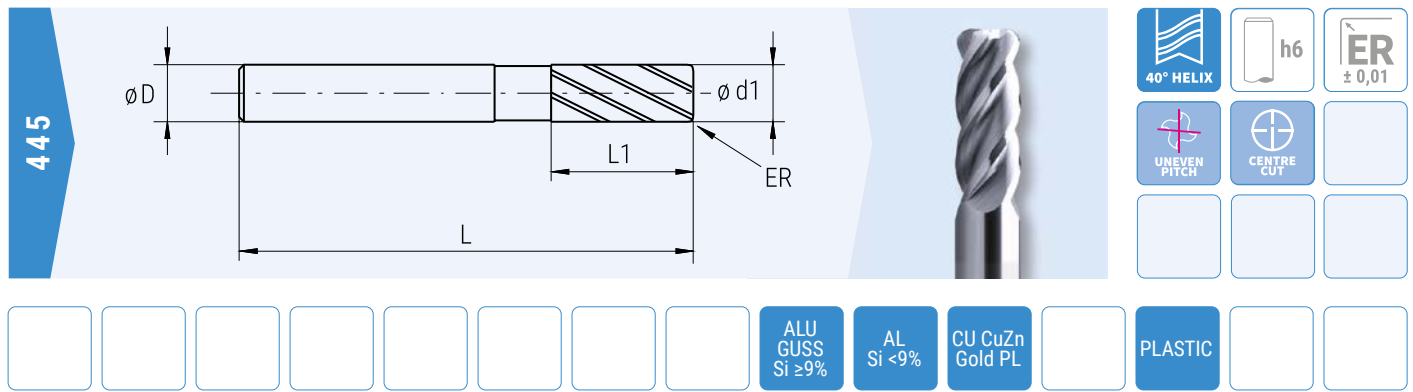 445
øD
ø d1
L1
ER
L
40° HELIX
h6
ER
± 0,01
UNEVEN
PITCH
CENTRE
CUT
ALU
GUSS
Si ≥9%
AL
Si <9%
CU CuZn
Gold PL
PLASTIC